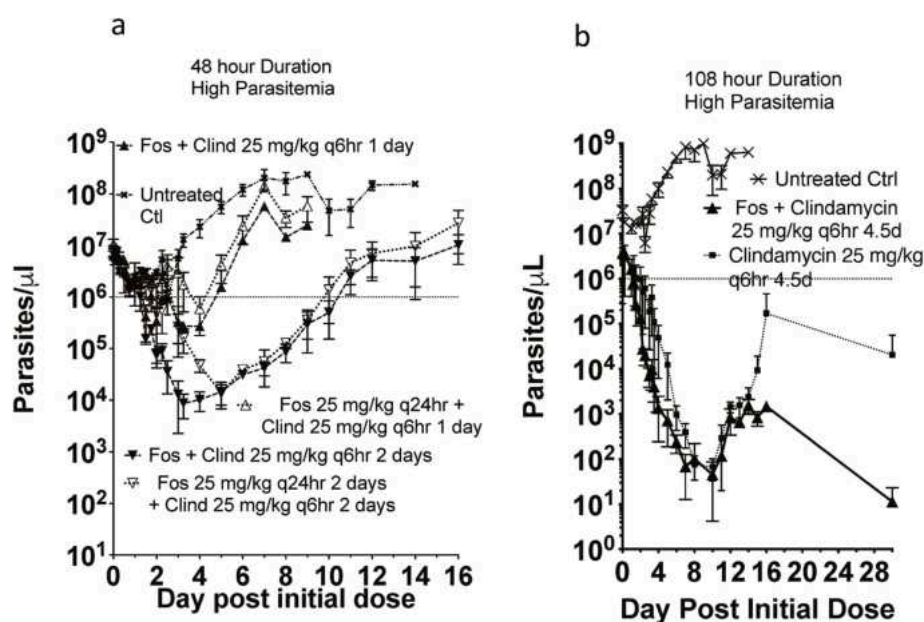 a
48 hour Duration
High Parasitemia
10⁹
10⁸
10⁷
10⁶
10⁵
10⁴
10³
10²
10¹
Parasites/μl
Fos + Clind 25 mg/kg q6hr 1 day
Untreated
Ctl
Fos 25 mg/kg q24hr +
Clind 25 mg/kg q6hr 1 day
Fos + Clind 25 mg/kg q6hr 2 days
Fos 25 mg/kg q24hr 2 days
+ Clind 25 mg/kg q6hr 2 days
0 2 4 6 8 10 12 14 16
Day post initial dose
b
108 hour Duration
High Parasitemia
10⁹
10⁸
10⁷
10⁶
10⁵
10⁴
10³
10²
10¹
10⁰
Parasites/μL
Untreated Ctrl
Fos + Clindamycin
25 mg/kg q6hr 4.5d
Clindamycin 25 mg/kg
q6hr 4.5d
0 4 8 12 16 20 24 28
Day Post Initial Dose